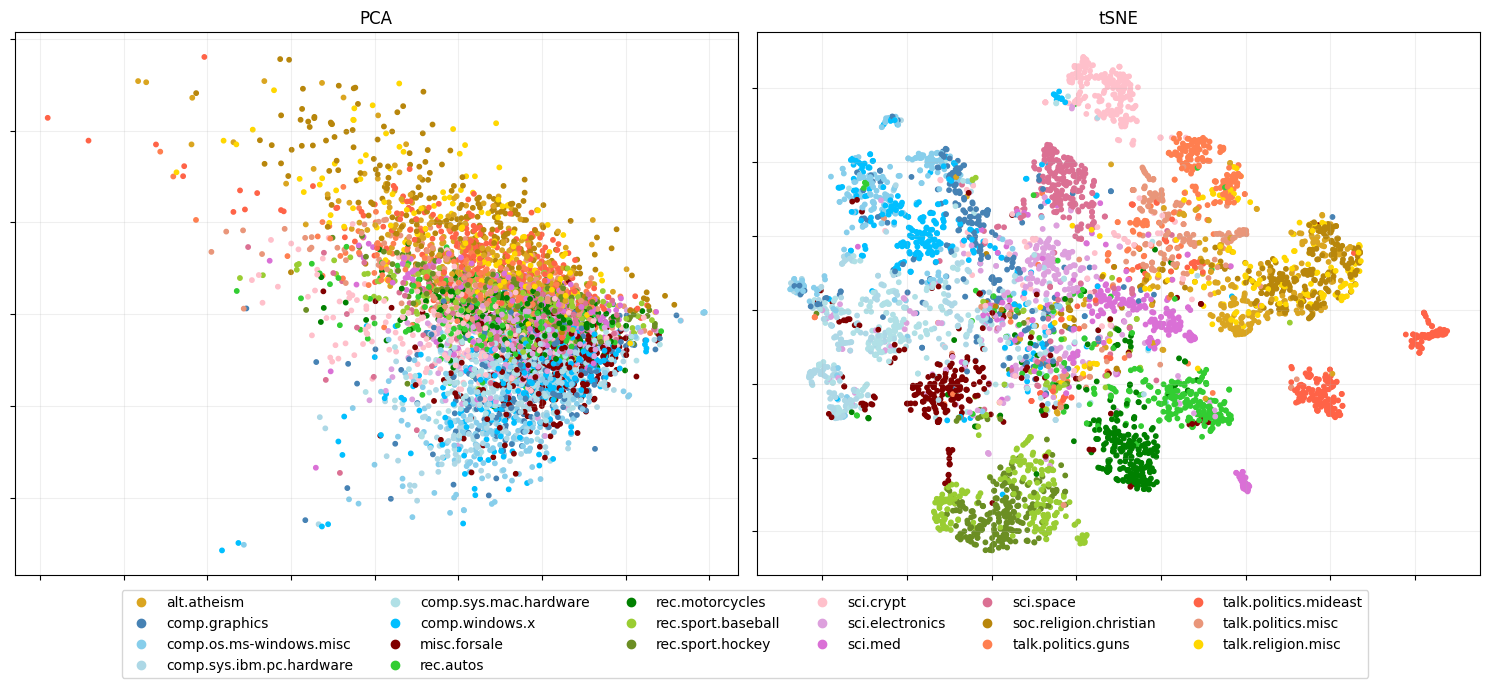 PCA
tSNE
alt.atheism
comp.graphics
comp.os.ms-windows.misc
comp.sys.ibm.pc.hardware
comp.sys.mac.hardware
comp.windows.x
misc.forsale
rec.autos
rec.motorcycles
rec.sport.baseball
rec.sport.hockey
sci.crypt
sci.electronics
sci.med
sci.space
soc.religion.christian
talk.politics.guns
talk.politics.mideast
talk.politics.misc
talk.religion.misc